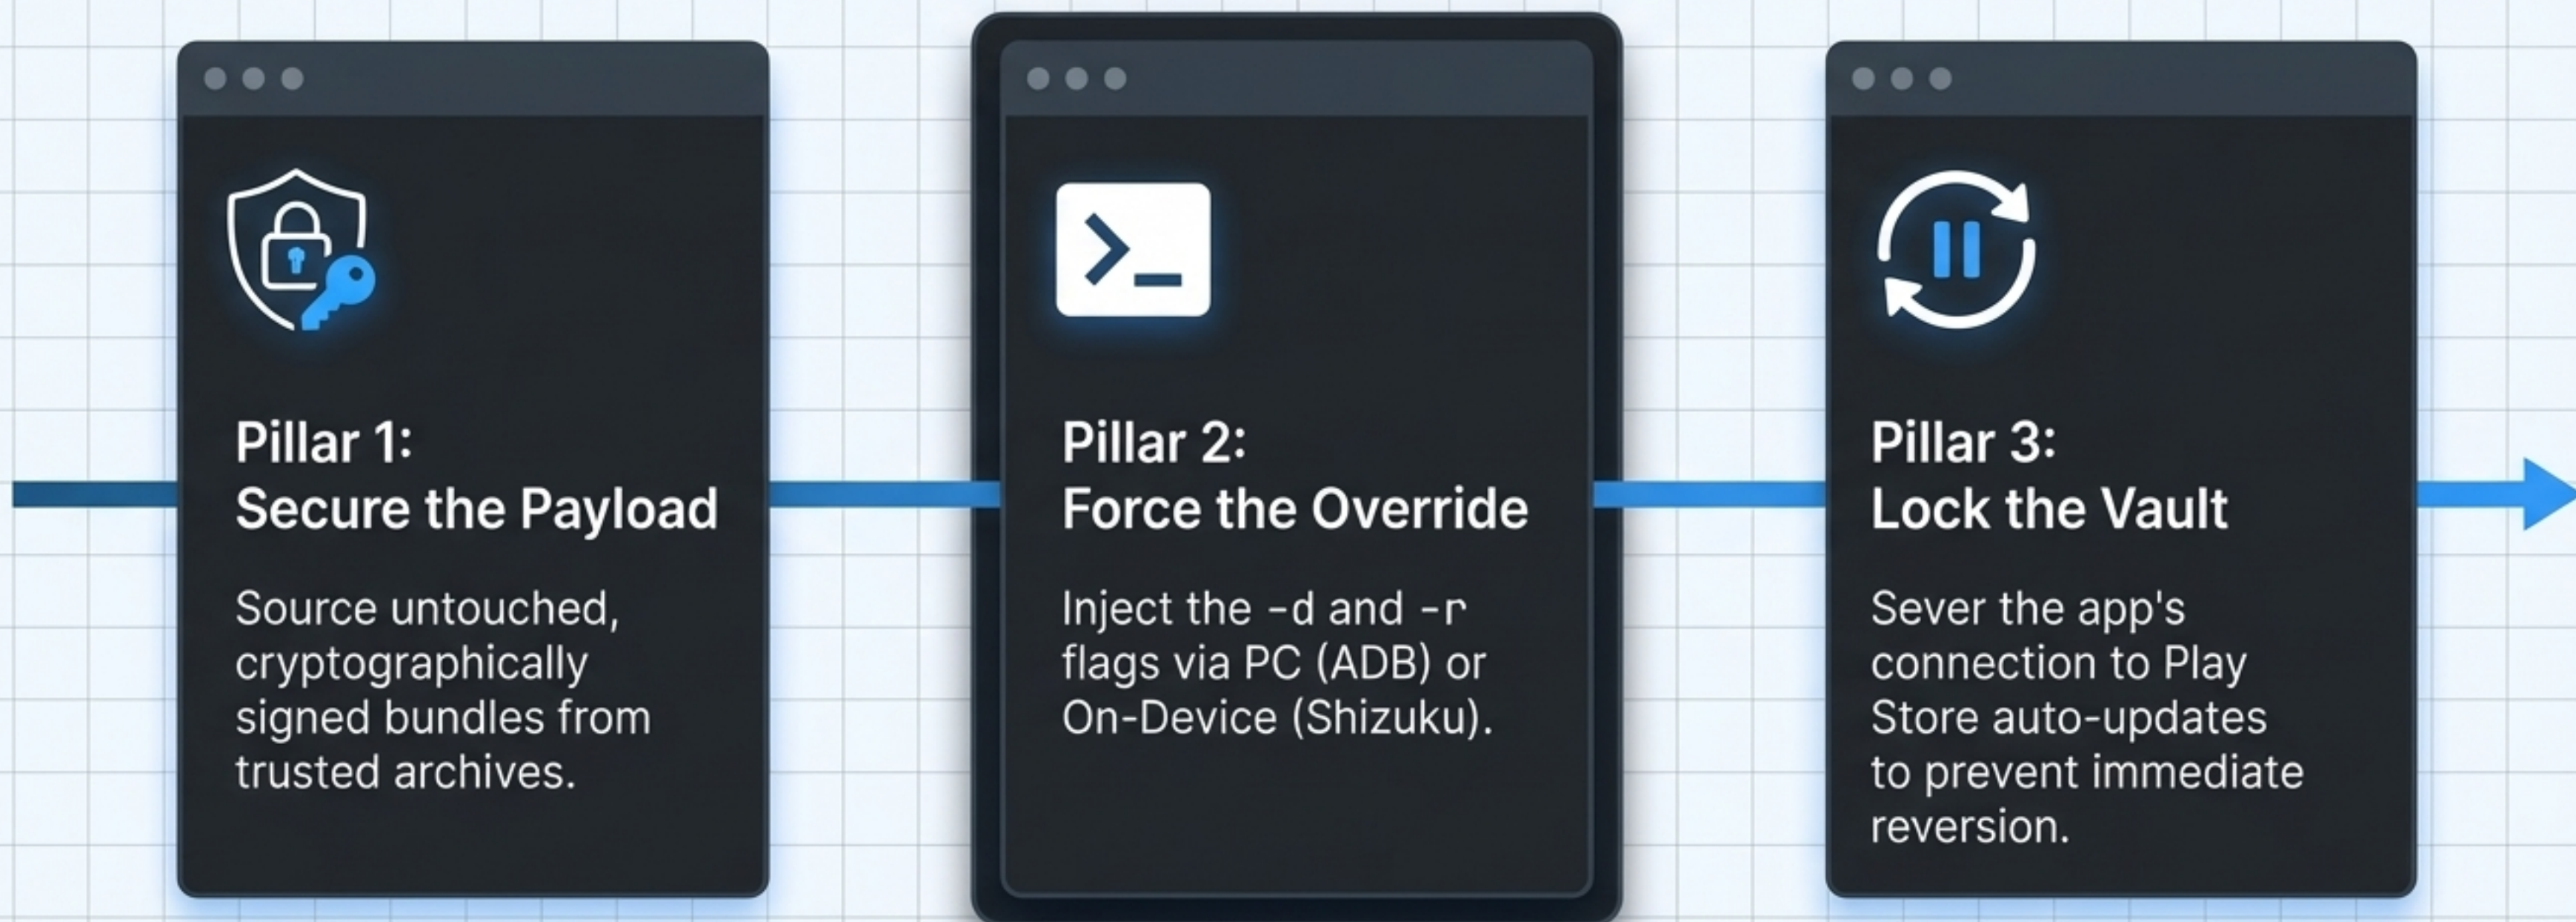 Pillar 1:
Secure the Payload
Source untouched,
cryptographically
signed bundles from
trusted archives.
Pillar 2:
Force the Override
Inject the -d and -r
flags via PC (ADB) or
On-Device (Shizuku).
Pillar 3:
Lock the Vault
Sever the app's
connection to Play
Store auto-updates
to prevent immediate
reversion.